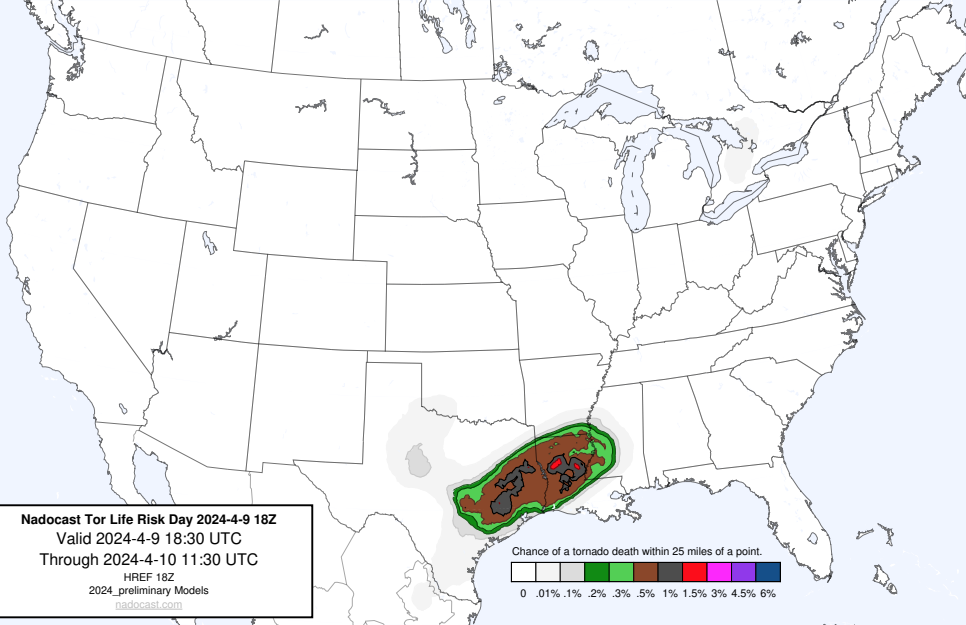 Nadocast Tor Life Risk Day 2024-4-9 18Z
Valid 2024-4-9 18:30 UTC
Through 2024-4-10 11:30 UTC
HREF 18Z
2024_preliminary Models
nadocast.com
Chance of a tornado death within 25 miles of a point.
0 .01% .1% .2% .3% .5% 1% 1.5% 3% 4.5% 6%